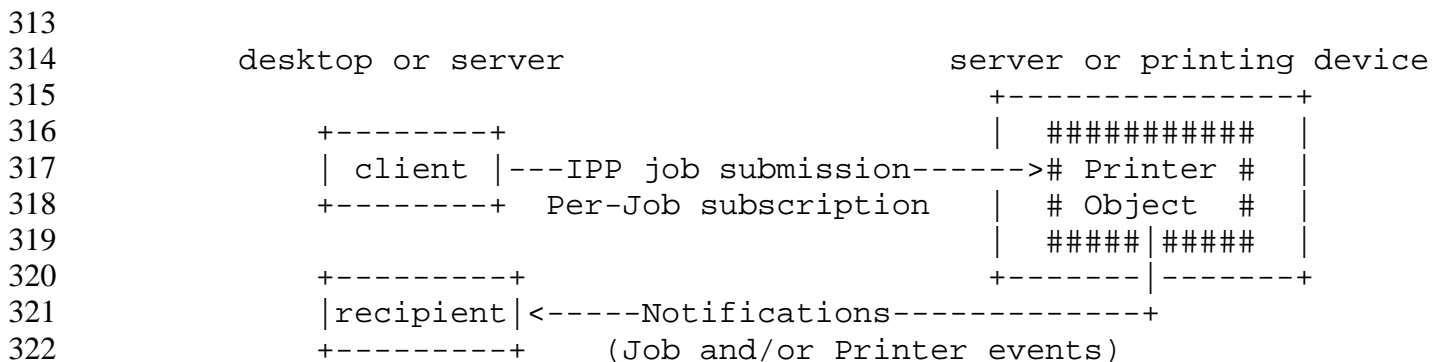 313
314 desktop or server server or printing device
315 +---------------+
316 +--------+ | ########### |
317 | client |---IPP job submission------># Printer # |
318 +--------+ Per-Job subscription | # Object # |
319 | #####|##### |
320 +---------+ +-------|-------+
321 |recipient|<-----Notifications-------------+
322 +---------+ (Job and/or Printer events)